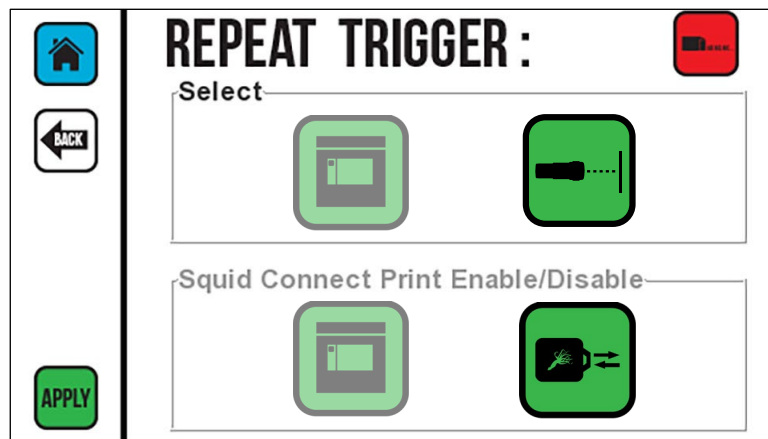 REPEAT TRIGGER :
Select
BACK
Squid Connect Print Enable/Disable
APPLY